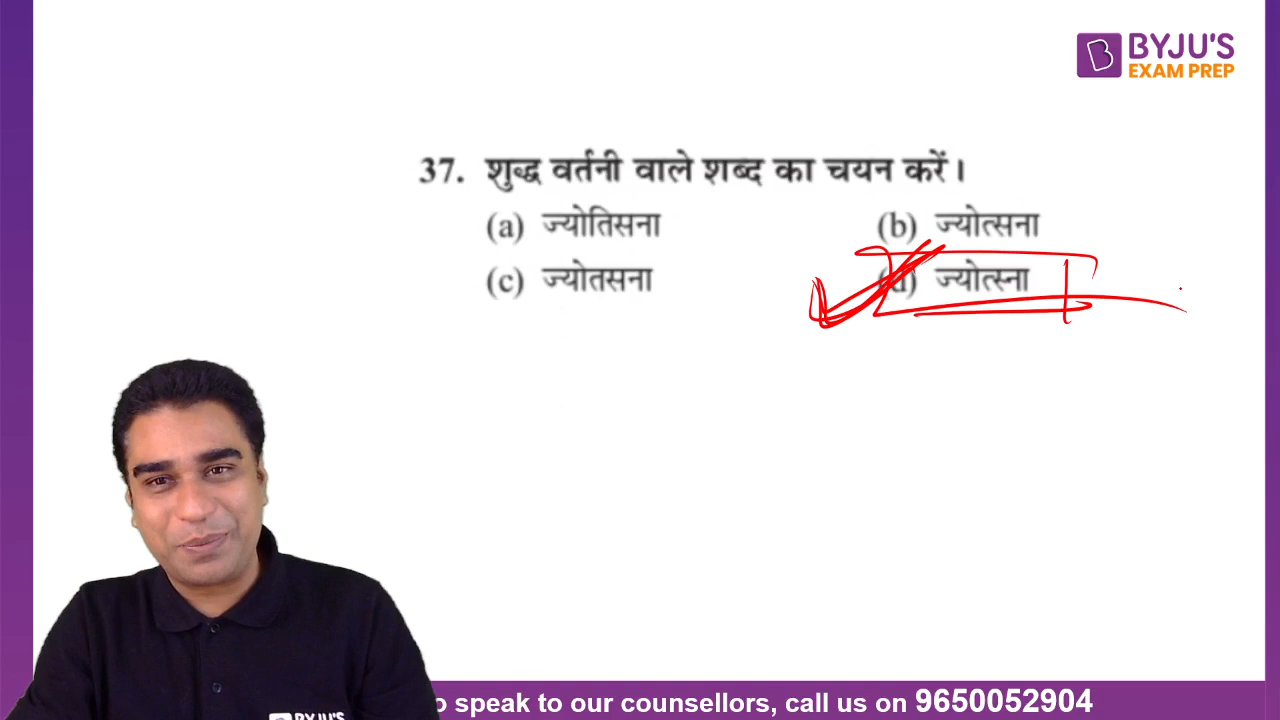 BYJU'S
EXAM PREP
37. शुद्ध वर्तनी वाले शब्द का चयन करें।
(a) ज्योतिसना (b) ज्योत्सना
(c) ज्योतसना (d) ज्योत्स्ना
o speak to our counsellors, call us on 9650052904
BYJU'S